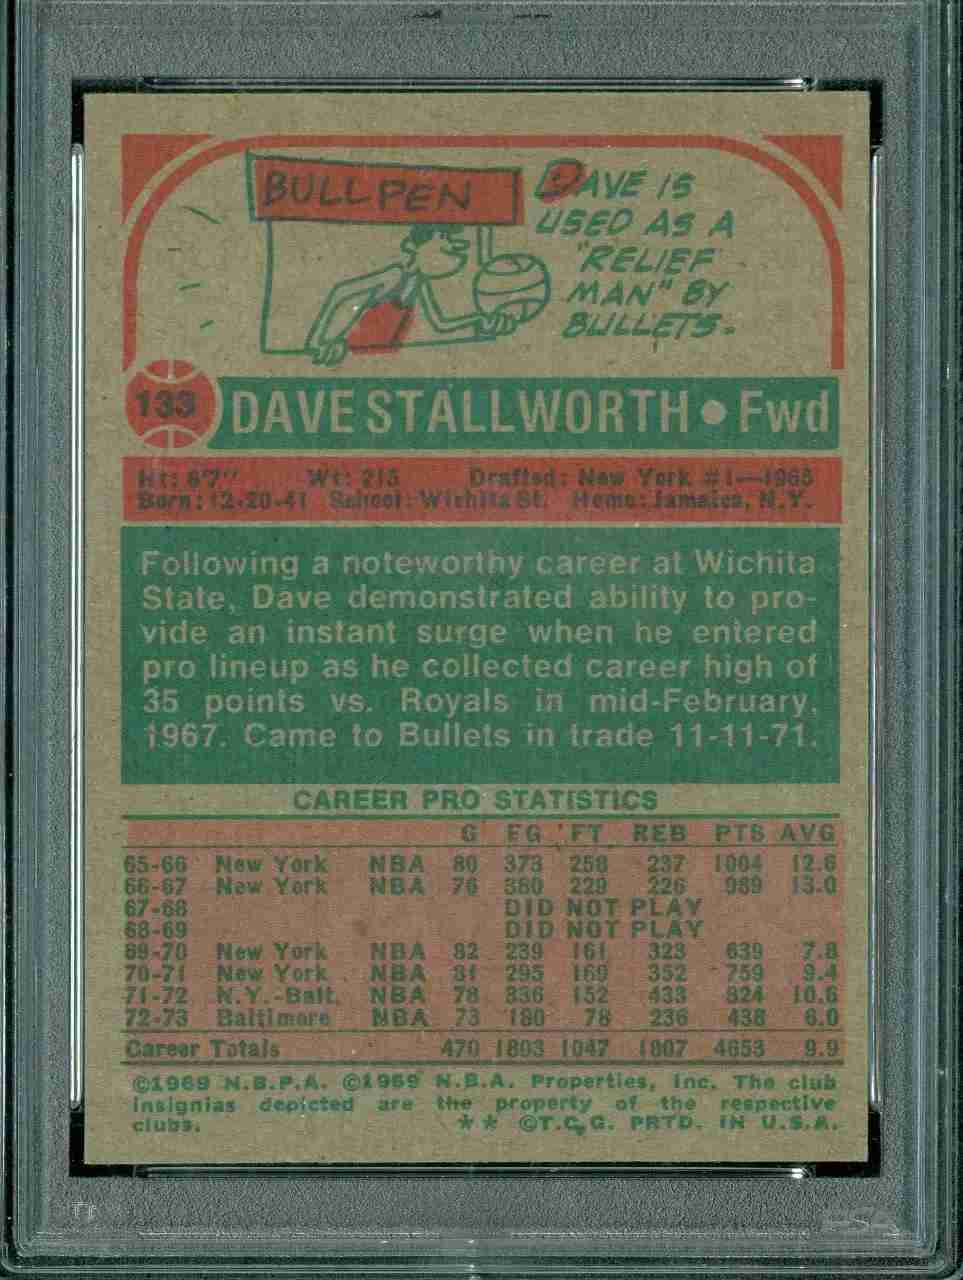 BULLPEN
DAVE IS
USED AS A
"RELIEF
MAN" BY
BULLETS.
133 DAVE STALLWORTH • Fwd
Ht: 6'7" Wt: 215 Drafted: New York #1—1965
Born: 12-20-41 School: Wichita St. Home: Jamaica, N.Y.
Following a noteworthy career at Wichita
State, Dave demonstrated ability to pro-
vide an instant surge when he entered
pro lineup as he collected career high of
35 points vs. Royals in mid-February,
1967. Came to Bullets in trade 11-11-71.
CAREER PRO STATISTICS
G FG FT REB PTS AVG
65-66 New York NBA 80 373 258 237 1004 12.6
66-67 New York NBA 76 380 229 226 989 13.0
67-68 DID NOT PLAY
68-69 DID NOT PLAY
69-70 New York NBA 82 239 161 323 639 7.8
70-71 New York NBA 81 295 169 352 759 9.4
71-72 N.Y.-Balt. NBA 78 336 152 433 824 10.6
72-73 Baltimore NBA 73 180 78 236 438 6.0
Career Totals 470 1803 1047 1807 4653 9.9
©1969 N.B.P.A. ©1969 N.B.A. Properties, Inc. The club
insignias depicted are the property of the respective
clubs. ** ©T.C.G. PRTD. IN U.S.A.
PSA